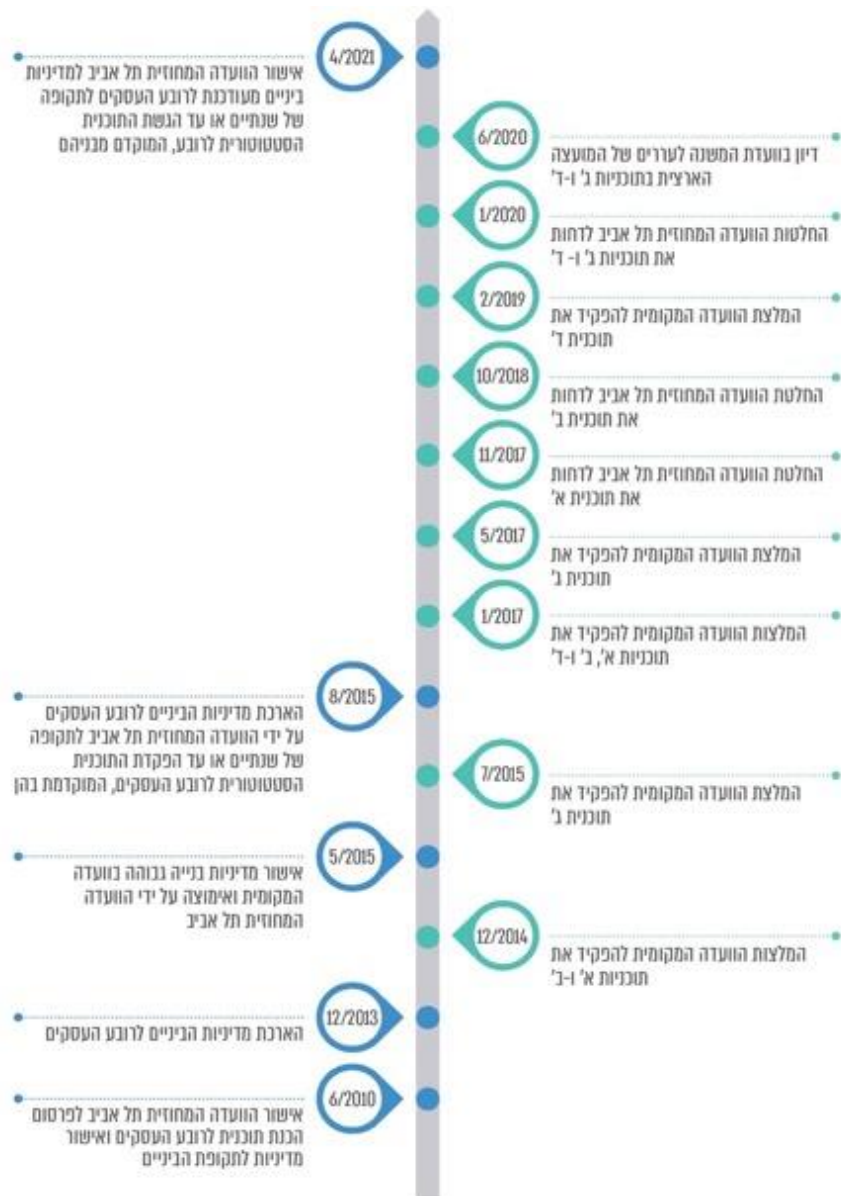 4/2021
אישור הוועדה המחוזית תל אביב למדיניות
ביניים מעודכנת לרובע העסקים לתקופה
של שנתיים או עד הגשת התוכנית
הסטטוטורית לרובע, המוקדם מבניהם
6/2020
דיון בוועדת המשנה לעררים של המועצה
הארצית בתוכניות ג' ו-ד'
1/2020
החלטות הוועדה המחוזית תל אביב לדחות
את תוכניות ג' ו- ד'
2/2019
המלצת הוועדה המקומית להפקיד את
תוכנית ד'
10/2018
החלטת הוועדה המחוזית תל אביב לדחות
את תוכנית ב'
11/2017
החלטת הוועדה המחוזית תל אביב לדחות
את תוכנית א'
5/2017
המלצת הוועדה המקומית להפקיד את
תוכנית ג'
1/2017
המלצות הוועדה המקומית להפקיד את
תוכניות א', ב' ו-ד'
8/2015
הארכת מדיניות הביניים לרובע העסקים
על ידי הוועדה המחוזית תל אביב לתקופה
של שנתיים או עד הפקדת התוכנית
הסטטוטורית לרובע העסקים, המוקדמת בהן
7/2015
המלצת הוועדה המקומית להפקיד את
תוכנית ג'
5/2015
אישור מדיניות בנייה גבוהה בוועדה
המקומית ואימוצה על ידי הוועדה
המחוזית תל אביב
12/2014
המלצות הוועדה המקומית להפקיד את
תוכניות א' ו-ב'
12/2013
הארכת מדיניות הביניים לרובע העסקים
6/2010
אישור הוועדה המחוזית תל אביב לפרסום
הכנת תוכנית לרובע העסקים ואישור
מדיניות לתקופת הביניים